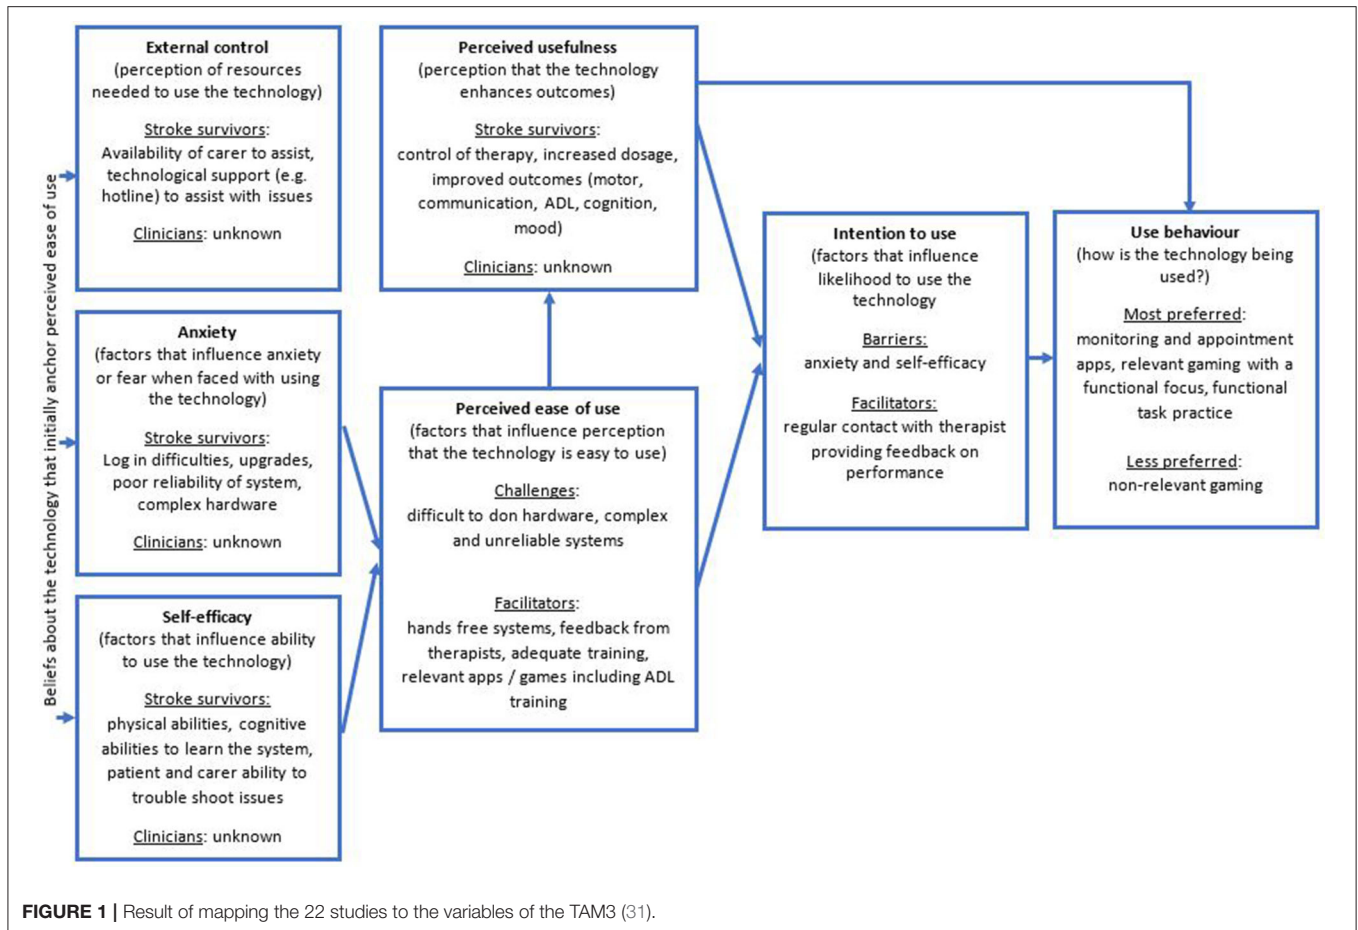 Beliefs about the technology that initially anchor perceived ease of use
External control
(perception of resources
needed to use the technology)
Stroke survivors:
Availability of carer to assist,
technological support (e.g.
hotline) to assist with issues
Clinicians: unknown
Anxiety
(factors that influence anxiety
or fear when faced with using
the technology)
Stroke survivors:
Log in difficulties, upgrades,
poor reliability of system,
complex hardware
Clinicians: unknown
Self-efficacy
(factors that influence ability
to use the technology)
Stroke survivors:
physical abilities, cognitive
abilities to learn the system,
patient and carer ability to
trouble shoot issues
Clinicians: unknown
Perceived usefulness
(perception that the technology
enhances outcomes)
Stroke survivors:
control of therapy, increased dosage,
improved outcomes (motor,
communication, ADL, cognition,
mood)
Clinicians: unknown
Perceived ease of use
(factors that influence perception
that the technology is easy to use)
Challenges:
difficult to don hardware, complex
and unreliable systems
Facilitators:
hands free systems, feedback from
therapists, adequate training,
relevant apps / games including ADL
training
Intention to use
(factors that influence
likelihood to use the
technology
Barriers:
anxiety and self-efficacy
Facilitators:
regular contact with therapist
providing feedback on
performance
Use behaviour
(how is the technology being
used?)
Most preferred:
monitoring and appointment
apps, relevant gaming with a
functional focus, functional
task practice
Less preferred:
non-relevant gaming
FIGURE 1 | Result of mapping the 22 studies to the variables of the TAM3 (31).